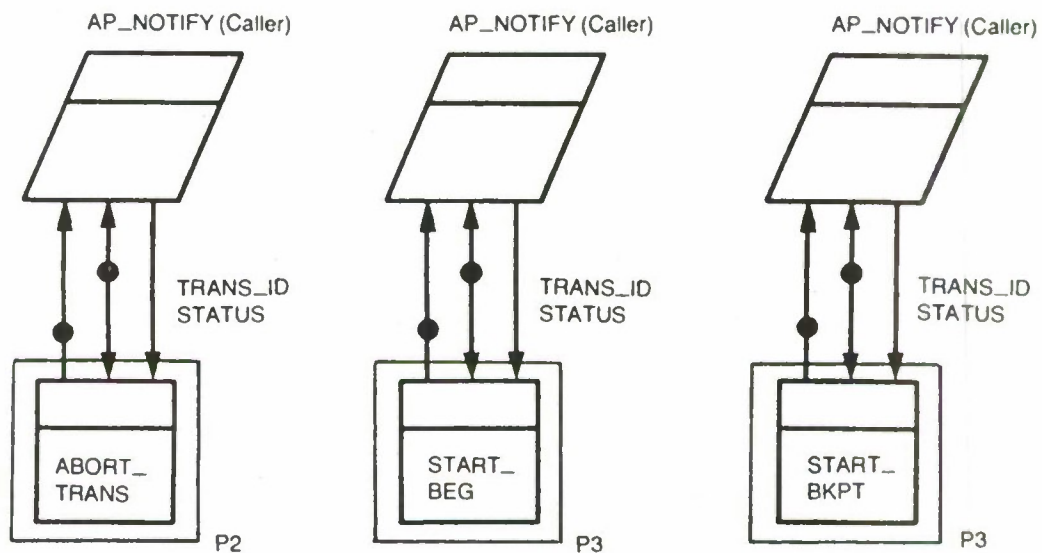 AP_NOTIFY (Caller)
AP_NOTIFY (Caller)
AP_NOTIFY (Caller)
TRANS_ID
STATUS
TRANS_ID
STATUS
TRANS_ID
STATUS
ABORT_
TRANS
START_
BEG
START_
BKPT
P2
P3
P3